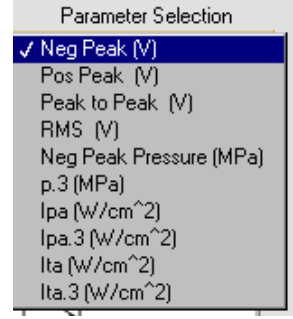 Parameter Selection
✓ Neg Peak (V)
Pos Peak (V)
Peak to Peak (V)
RMS (V)
Neg Peak Pressure (MPa)
p.3 (MPa)
Ipa (W/cm^2)
Ipa.3 (W/cm^2)
Ita (W/cm^2)
Ita.3 (W/cm^2)